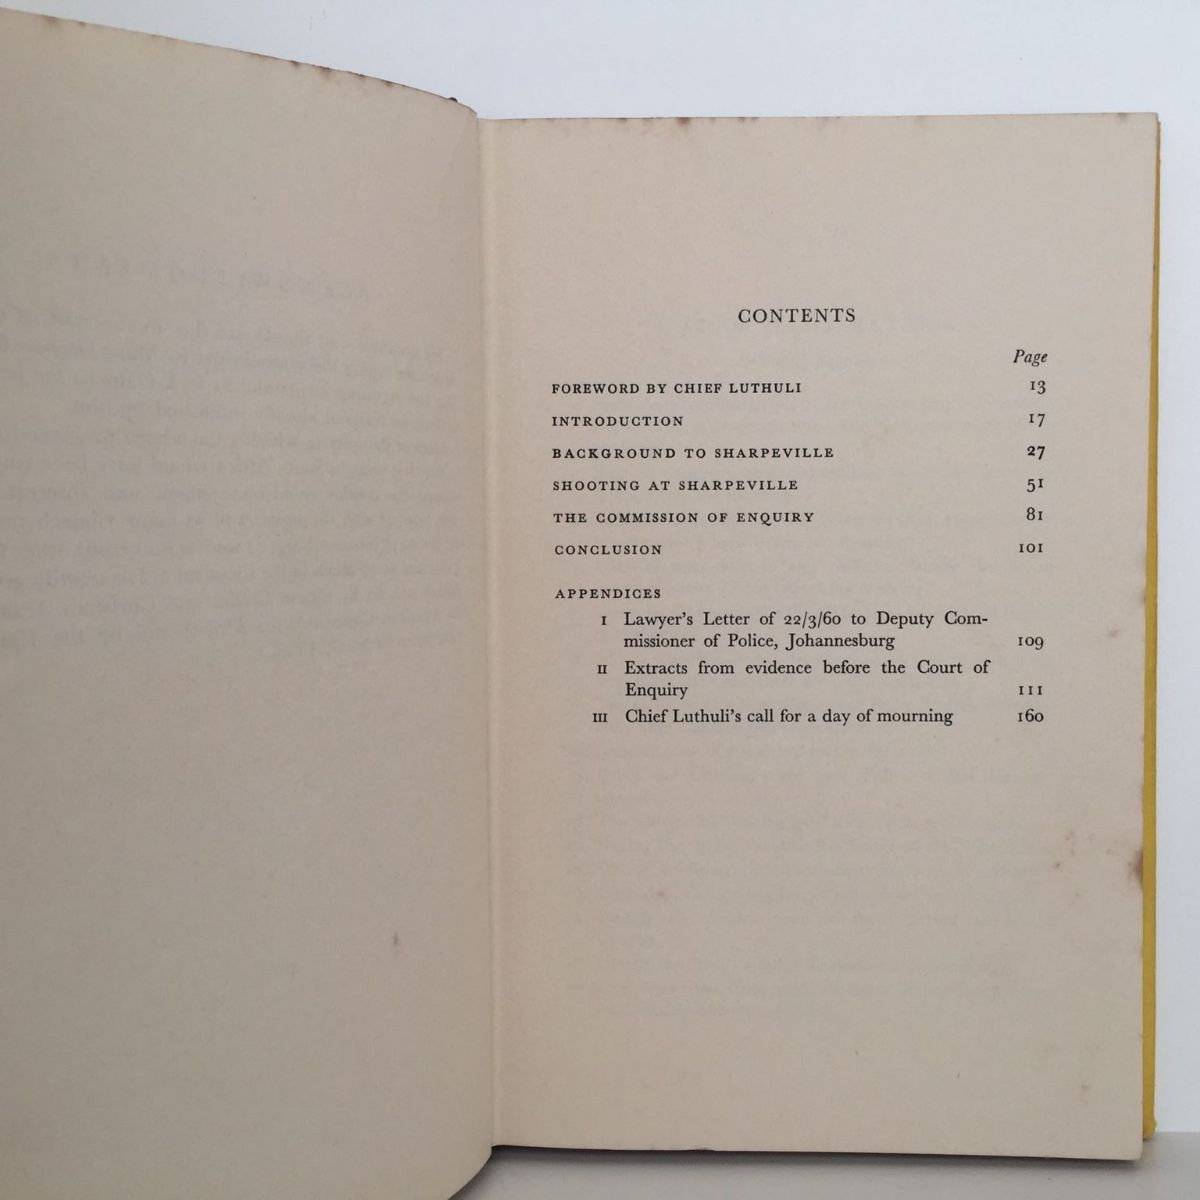 CONTENTS
Page
FOREWORD BY CHIEF LUTHULI 13
INTRODUCTION 17
BACKGROUND TO SHARPEVILLE 27
SHOOTING AT SHARPEVILLE 51
THE COMMISSION OF ENQUIRY 81
CONCLUSION 101
APPENDICES
I Lawyer's Letter of 22/3/60 to Deputy Com-
missioner of Police, Johannesburg 109
II Extracts from evidence before the Court of
Enquiry 111
III Chief Luthuli's call for a day of mourning 160